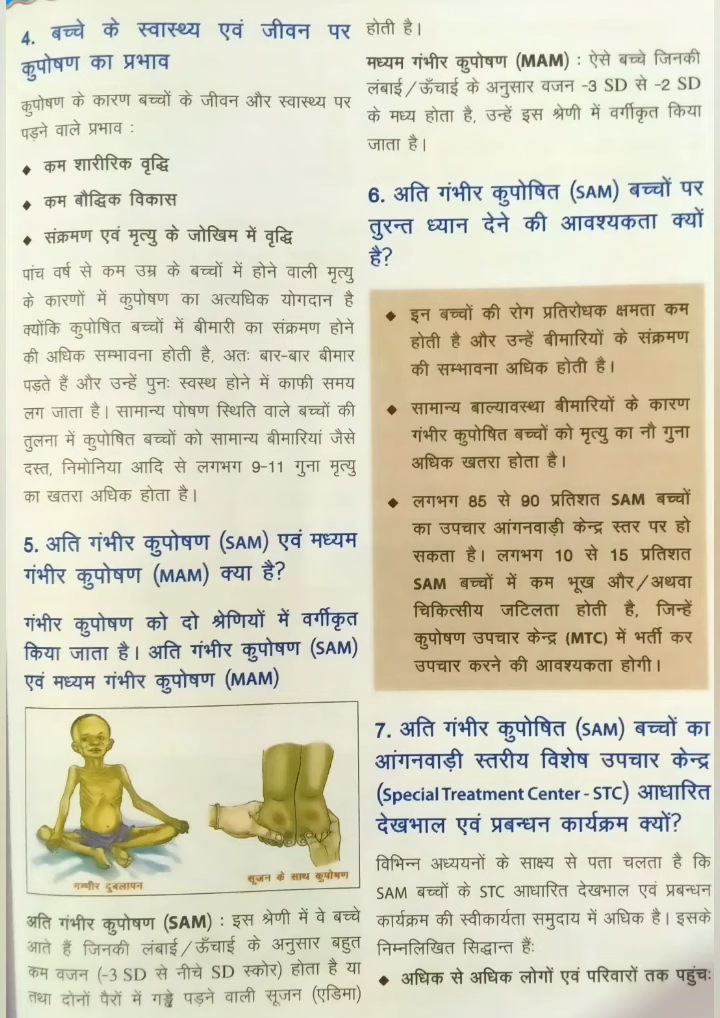 4. बच्चे के स्वास्थ्य एवं जीवन पर
कुपोषण का प्रभाव
कुपोषण के कारण बच्चों के जीवन और स्वास्थ्य पर
पड़ने वाले प्रभाव :
◆ कम शारीरिक वृद्धि
◆ कम बौद्धिक विकास
◆ संक्रमण एवं मृत्यु के जोखिम में वृद्धि
पांच वर्ष से कम उम्र के बच्चों में होने वाली मृत्यु
के कारणों में कुपोषण का अत्यधिक योगदान है
क्योंकि कुपोषित बच्चों में बीमारी का संक्रमण होने
की अधिक सम्भावना होती है, अतः बार-बार बीमार
पड़ते हैं और उन्हें पुनः स्वस्थ होने में काफी समय
लग जाता है। सामान्य पोषण स्थिति वाले बच्चों की
तुलना में कुपोषित बच्चों को सामान्य बीमारियां जैसे
दस्त, निमोनिया आदि से लगभग 9-11 गुना मृत्यु
का खतरा अधिक होता है।
5. अति गंभीर कुपोषण (SAM) एवं मध्यम
गंभीर कुपोषण (MAM) क्या है?
गंभीर कुपोषण को दो श्रेणियों में वर्गीकृत
किया जाता है। अति गंभीर कुपोषण (SAM)
एवं मध्यम गंभीर कुपोषण (MAM)
गम्भीर दुबलापन
सूजन के साथ कुपोषण
अति गंभीर कुपोषण (SAM) : इस श्रेणी में वे बच्चे
आते हैं जिनकी लंबाई/ऊँचाई के अनुसार बहुत
कम वजन (-3 SD से नीचे SD स्कोर) होता है या
तथा दोनों पैरों में गड्ढे पड़ने वाली सूजन (एडिमा)
होती है।
मध्यम गंभीर कुपोषण (MAM) : ऐसे बच्चे जिनकी
लंबाई/ऊँचाई के अनुसार वजन -3 SD से -2 SD
के मध्य होता है, उन्हें इस श्रेणी में वर्गीकृत किया
जाता है।
6. अति गंभीर कुपोषित (SAM) बच्चों पर
तुरन्त ध्यान देने की आवश्यकता क्यों
है?
◆ इन बच्चों की रोग प्रतिरोधक क्षमता कम
होती है और उन्हें बीमारियों के संक्रमण
की सम्भावना अधिक होती है।
◆ सामान्य बाल्यावस्था बीमारियों के कारण
गंभीर कुपोषित बच्चों को मृत्यु का नौ गुना
अधिक खतरा होता है।
◆ लगभग 85 से 90 प्रतिशत SAM बच्चों
का उपचार आंगनवाड़ी केन्द्र स्तर पर हो
सकता है। लगभग 10 से 15 प्रतिशत
SAM बच्चों में कम भूख और/अथवा
चिकित्सीय जटिलता होती है, जिन्हें
कुपोषण उपचार केन्द्र (MTC) में भर्ती कर
उपचार करने की आवश्यकता होगी।
7. अति गंभीर कुपोषित (SAM) बच्चों का
आंगनवाड़ी स्तरीय विशेष उपचार केन्द्र
(Special Treatment Center - STC) आधारित
देखभाल एवं प्रबन्धन कार्यक्रम क्यों?
विभिन्न अध्ययनों के साक्ष्य से पता चलता है कि
SAM बच्चों के STC आधारित देखभाल एवं प्रबन्धन
कार्यक्रम की स्वीकार्यता समुदाय में अधिक है। इसके
निम्नलिखित सिद्धान्त हैंः
◆ अधिक से अधिक लोगों एवं परिवारों तक पहुंचः